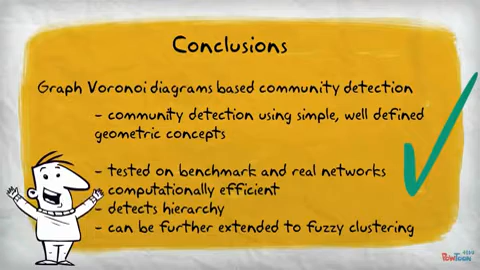 Conclusions
Graph Voronoi diagrams based community detection
- community detection using simple, well defined
geometric concepts
- tested on benchmark and real networks
- computationally efficient
- detects hierarchy
- can be further extended to fuzzy clustering
POWTOON